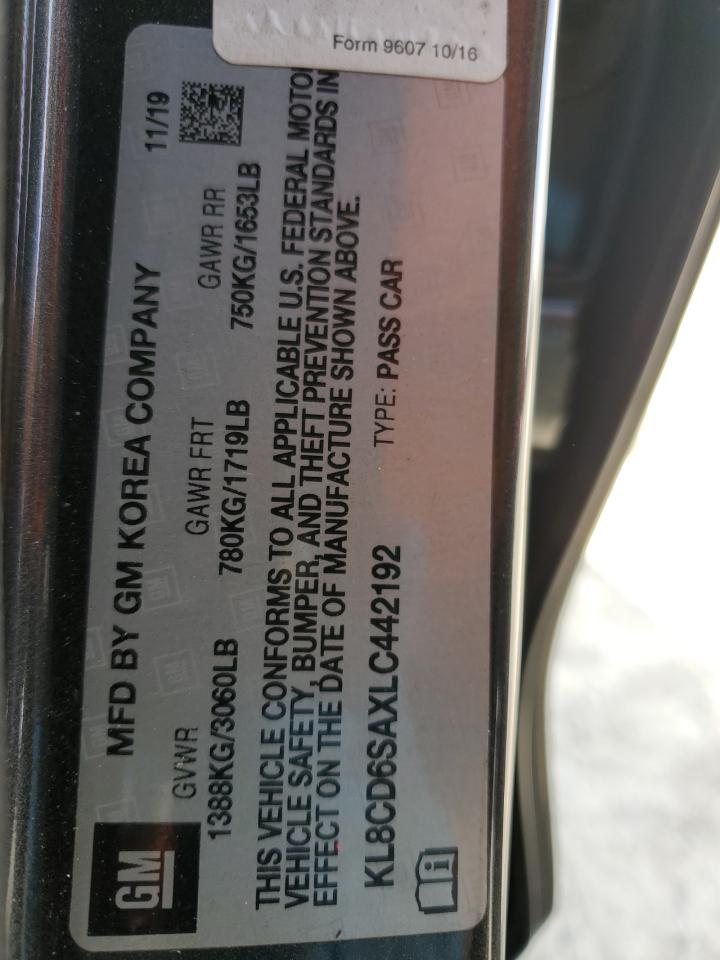 Form 9607 10/16
MFD BY GM KOREA COMPANY 11/19
GM
GVWR GAWR FRT GAWR RR
1388KG/3060LB 780KG/1719LB 750KG/1653LB
THIS VEHICLE CONFORMS TO ALL APPLICABLE U.S. FEDERAL MOTOR
VEHICLE SAFETY, BUMPER, AND THEFT PREVENTION STANDARDS IN
EFFECT ON THE DATE OF MANUFACTURE SHOWN ABOVE.
KL8CD6SAXLC442192 TYPE: PASS CAR